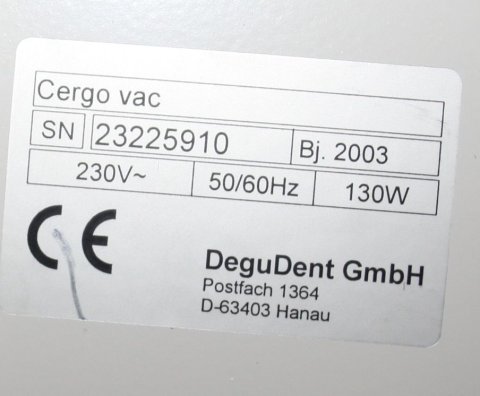 Cergo vac
SN 23225910 Bj. 2003
230V~ 50/60Hz 130W
CE
DeguDent GmbH
Postfach 1364
D-63403 Hanau